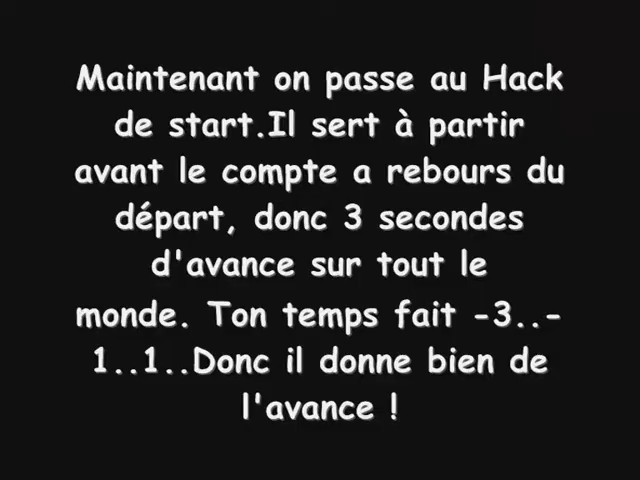 Maintenant on passe au Hack
de start.Il sert à partir
avant le compte a rebours du
départ, donc 3 secondes
d'avance sur tout le
monde. Ton temps fait -3..-
1..1..Donc il donne bien de
l'avance !